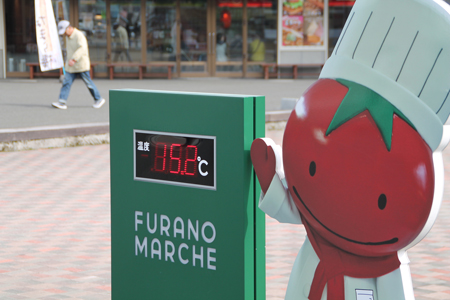 温度 15.2℃
FURANO
MARCHE